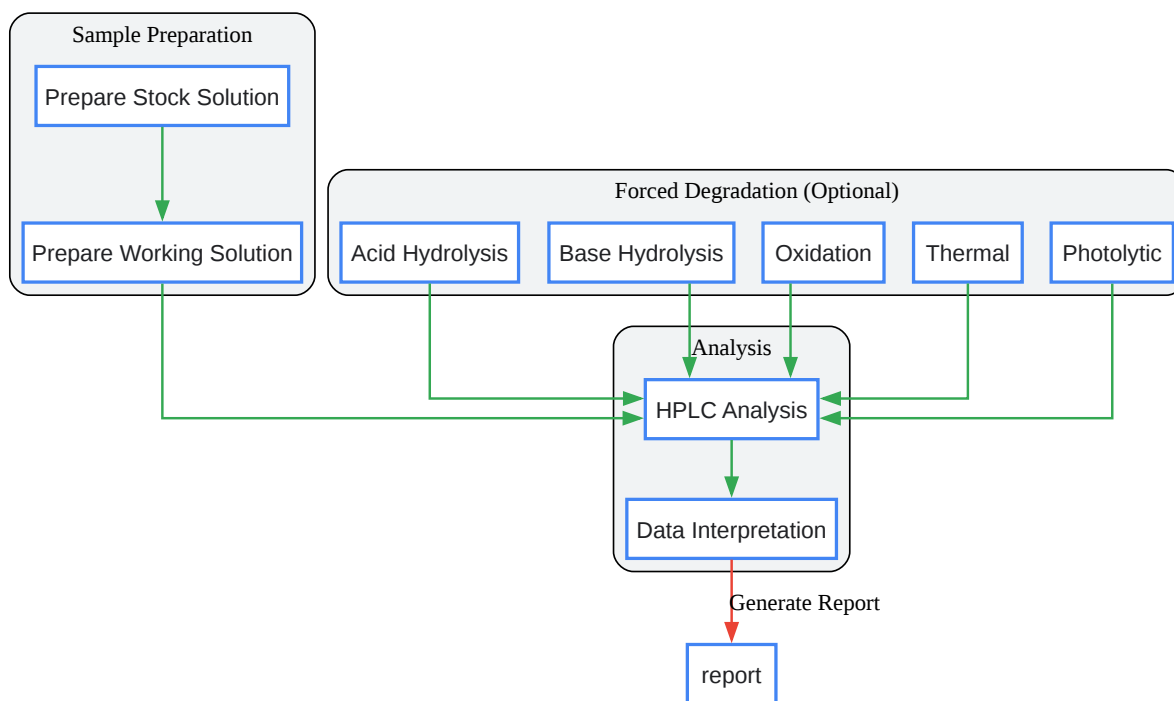 Sample Preparation
Prepare Stock Solution
Prepare Working Solution
Forced Degradation (Optional)
Acid Hydrolysis
Base Hydrolysis
Oxidation
Thermal
Photolytic
Analysis
HPLC Analysis
Data Interpretation
Generate Report
report